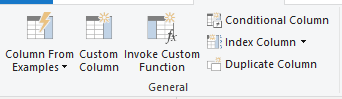 Column From
Examples
Custom
Column
Invoke Custom
Function
Conditional Column
Index Column
Duplicate Column
General